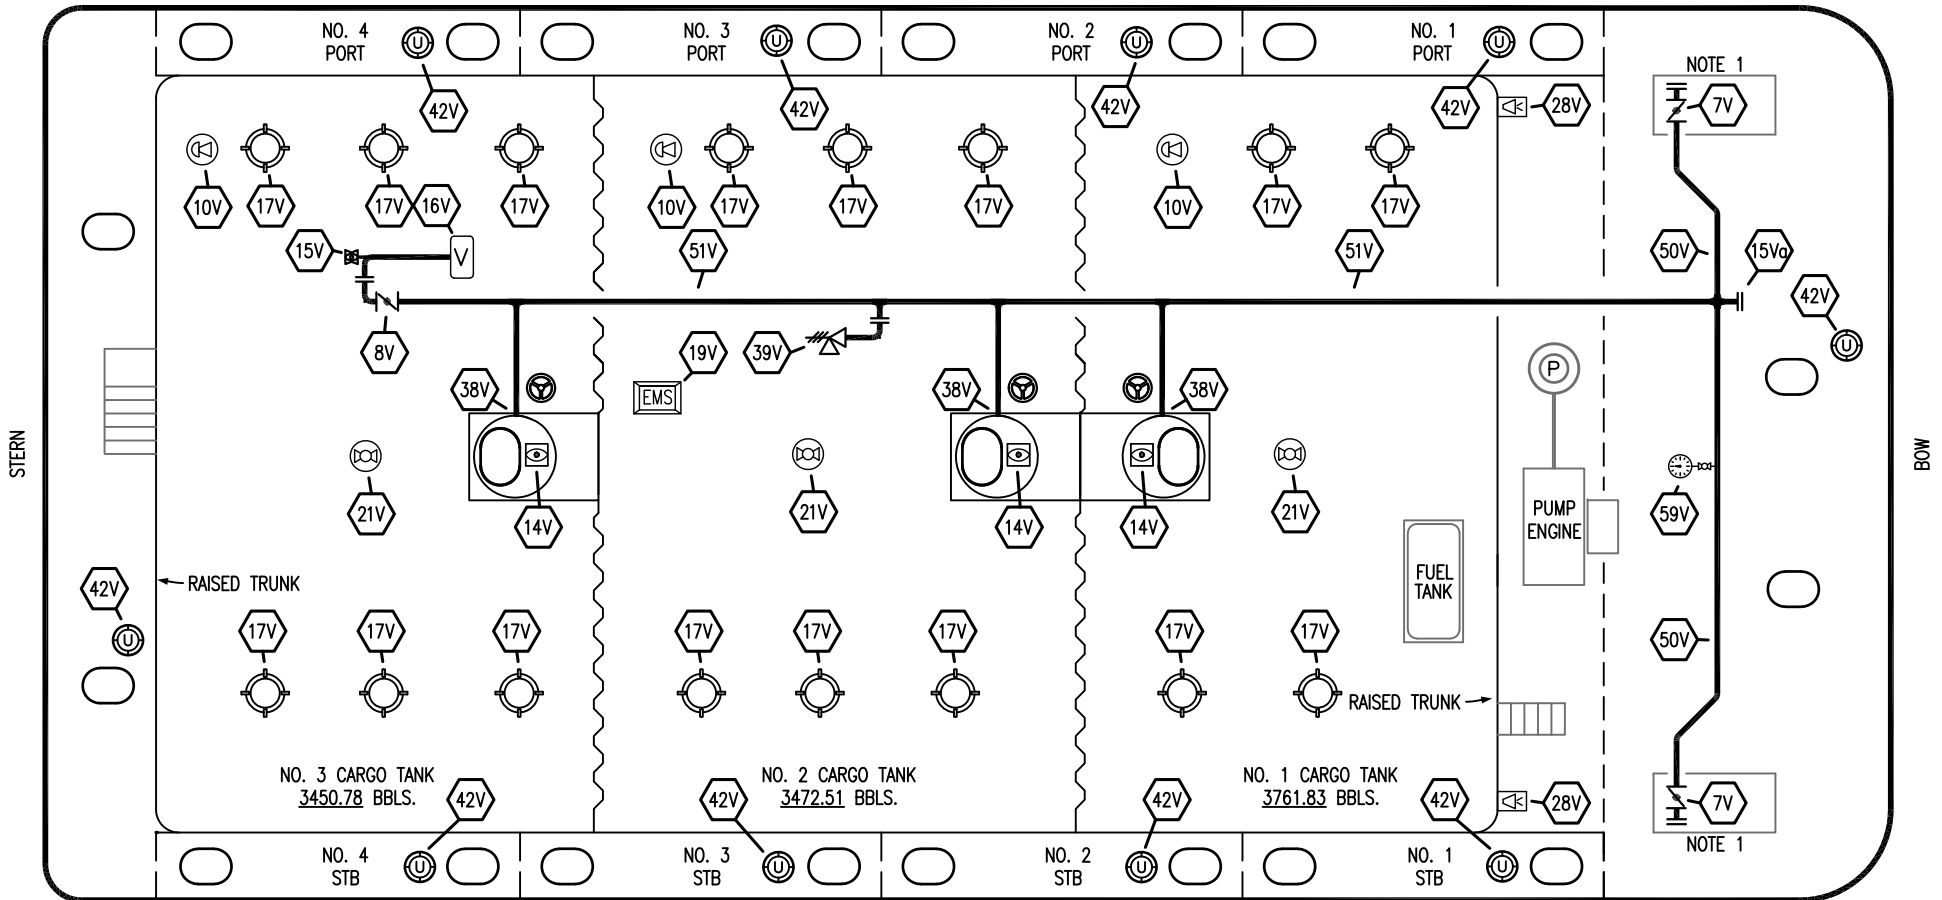 NO. 4
PORT
U
NO. 3
PORT
U
NO. 2
PORT
U
NO. 1
PORT
U
NOTE 1
42V
42V
42V
42V
28V
7V
10V
17V
17V
16V
17V
10V
17V
17V
17V
10V
17V
17V
15V
V
51V
51V
50V
15Va
42V
U
8V
19V
39V
38V
EMS
38V
38V
P
STERN
BOW
21V
14V
21V
14V
14V
21V
PUMP
ENGINE
59V
FUEL
TANK
42V
U
RAISED TRUNK
17V
17V
17V
17V
17V
17V
17V
17V
50V
RAISED TRUNK
NO. 3 CARGO TANK
3450.78 BBLS.
42V
42V
NO. 2 CARGO TANK
3472.51 BBLS.
42V
NO. 1 CARGO TANK
3761.83 BBLS.
42V
28V
7V
NOTE 1
NO. 4
STB
U
NO. 3
STB
U
NO. 2
STB
U
NO. 1
STB
U